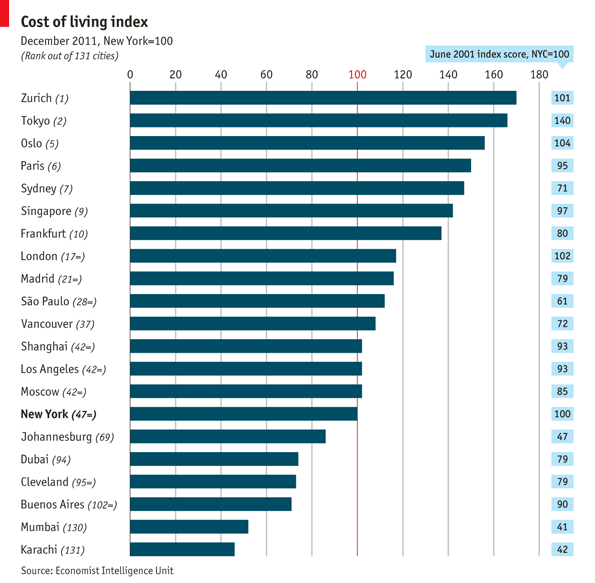 Cost of living index
December 2011, New York=100
(Rank out of 131 cities)
June 2001 index score, NYC=100
0 20 40 60 80 100 120 140 160 180
Zurich (1) 101
Tokyo (2) 140
Oslo (5) 104
Paris (6) 95
Sydney (7) 71
Singapore (9) 97
Frankfurt (10) 80
London (17=) 102
Madrid (21=) 79
São Paulo (28=) 61
Vancouver (37) 72
Shanghai (42=) 93
Los Angeles (42=) 93
Moscow (42=) 85
New York (47=) 100
Johannesburg (69) 47
Dubai (94) 79
Cleveland (95=) 79
Buenos Aires (102=) 90
Mumbai (130) 41
Karachi (131) 42
Source: Economist Intelligence Unit